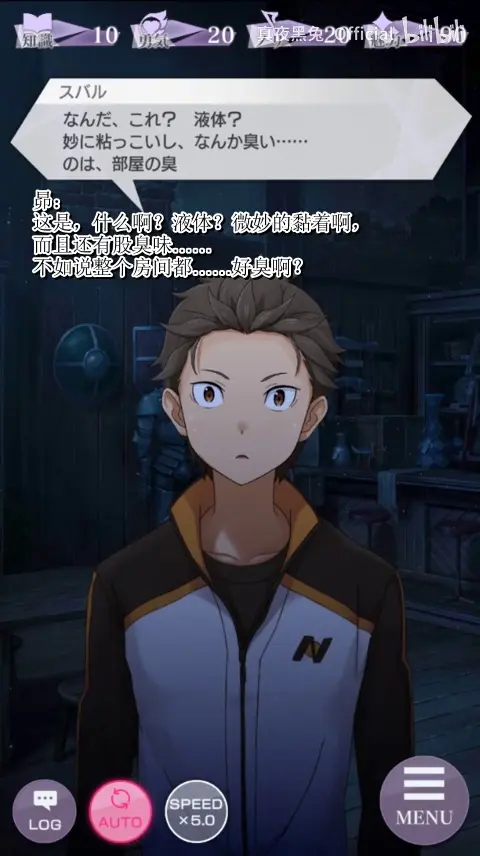 知識 10 勇気 20 20 90
真夜黑兔_Official
bilibili
スバル
なんだ、これ？ 液体？
妙に粘っこいし、なんか臭い……
のは、部屋の臭
昴：
这是，什么啊？液体？微妙的黏着啊，
而且还有股臭味......
不如说整个房间都......好臭啊？
N
LOG
AUTO
SPEED
×5.0
MENU